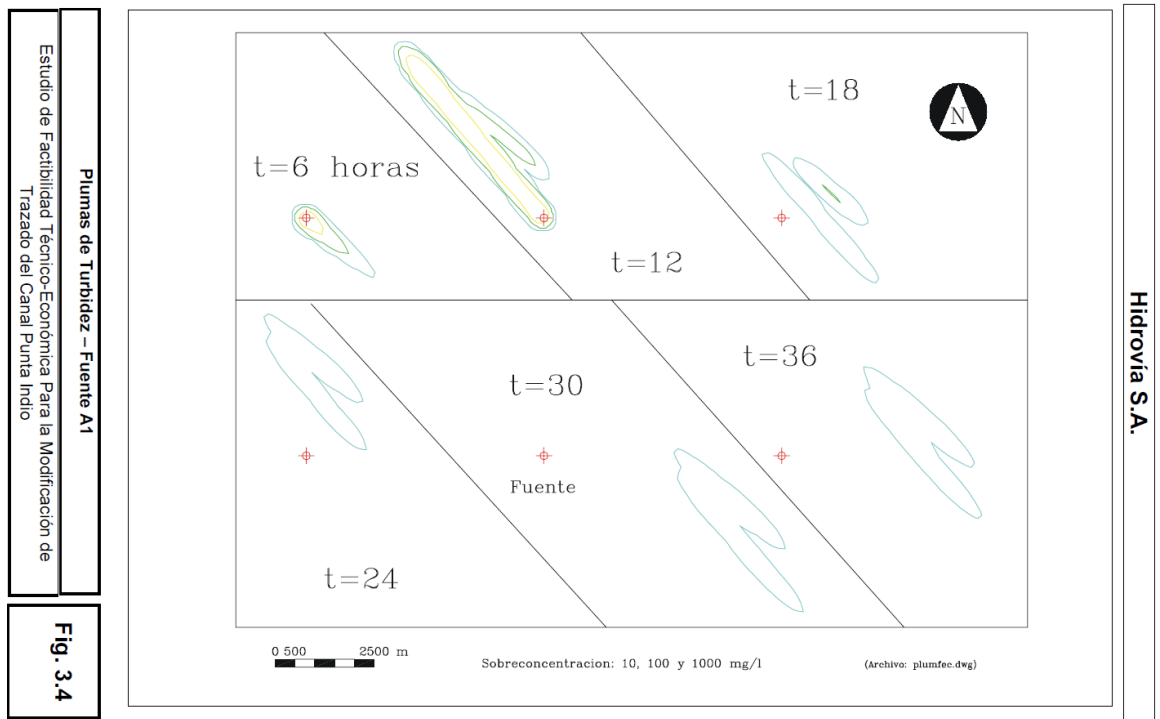 Hidrovía S.A.
t=6 horas
t=12
t=18
N
t=24
t=30
Fuente
t=36
0 500 2500 m
Sobreconcentracion: 10, 100 y 1000 mg/l
(Archivo: plumfec.dwg)
Plumas de Turbidez – Fuente A1
Estudio de Factibilidad Técnico-Económica Para la Modificación de
Trazado del Canal Punta Indio
Fig. 3.4